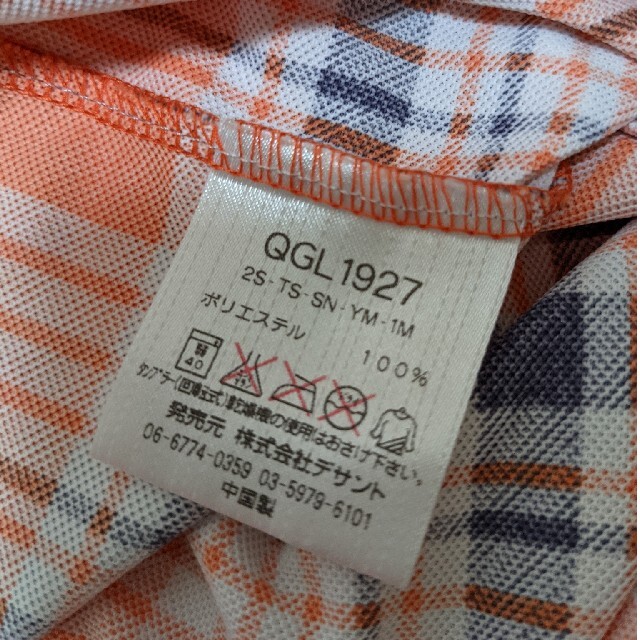 QGL1927
2S-TS-SN-YM-1M
ポリエステル 100%
弱 40
タンブラー(回転式)乾燥機の使用はおさけ下さい。
発売元 株式会社デサント
06-6774-0359 03-5979-6101
中国製